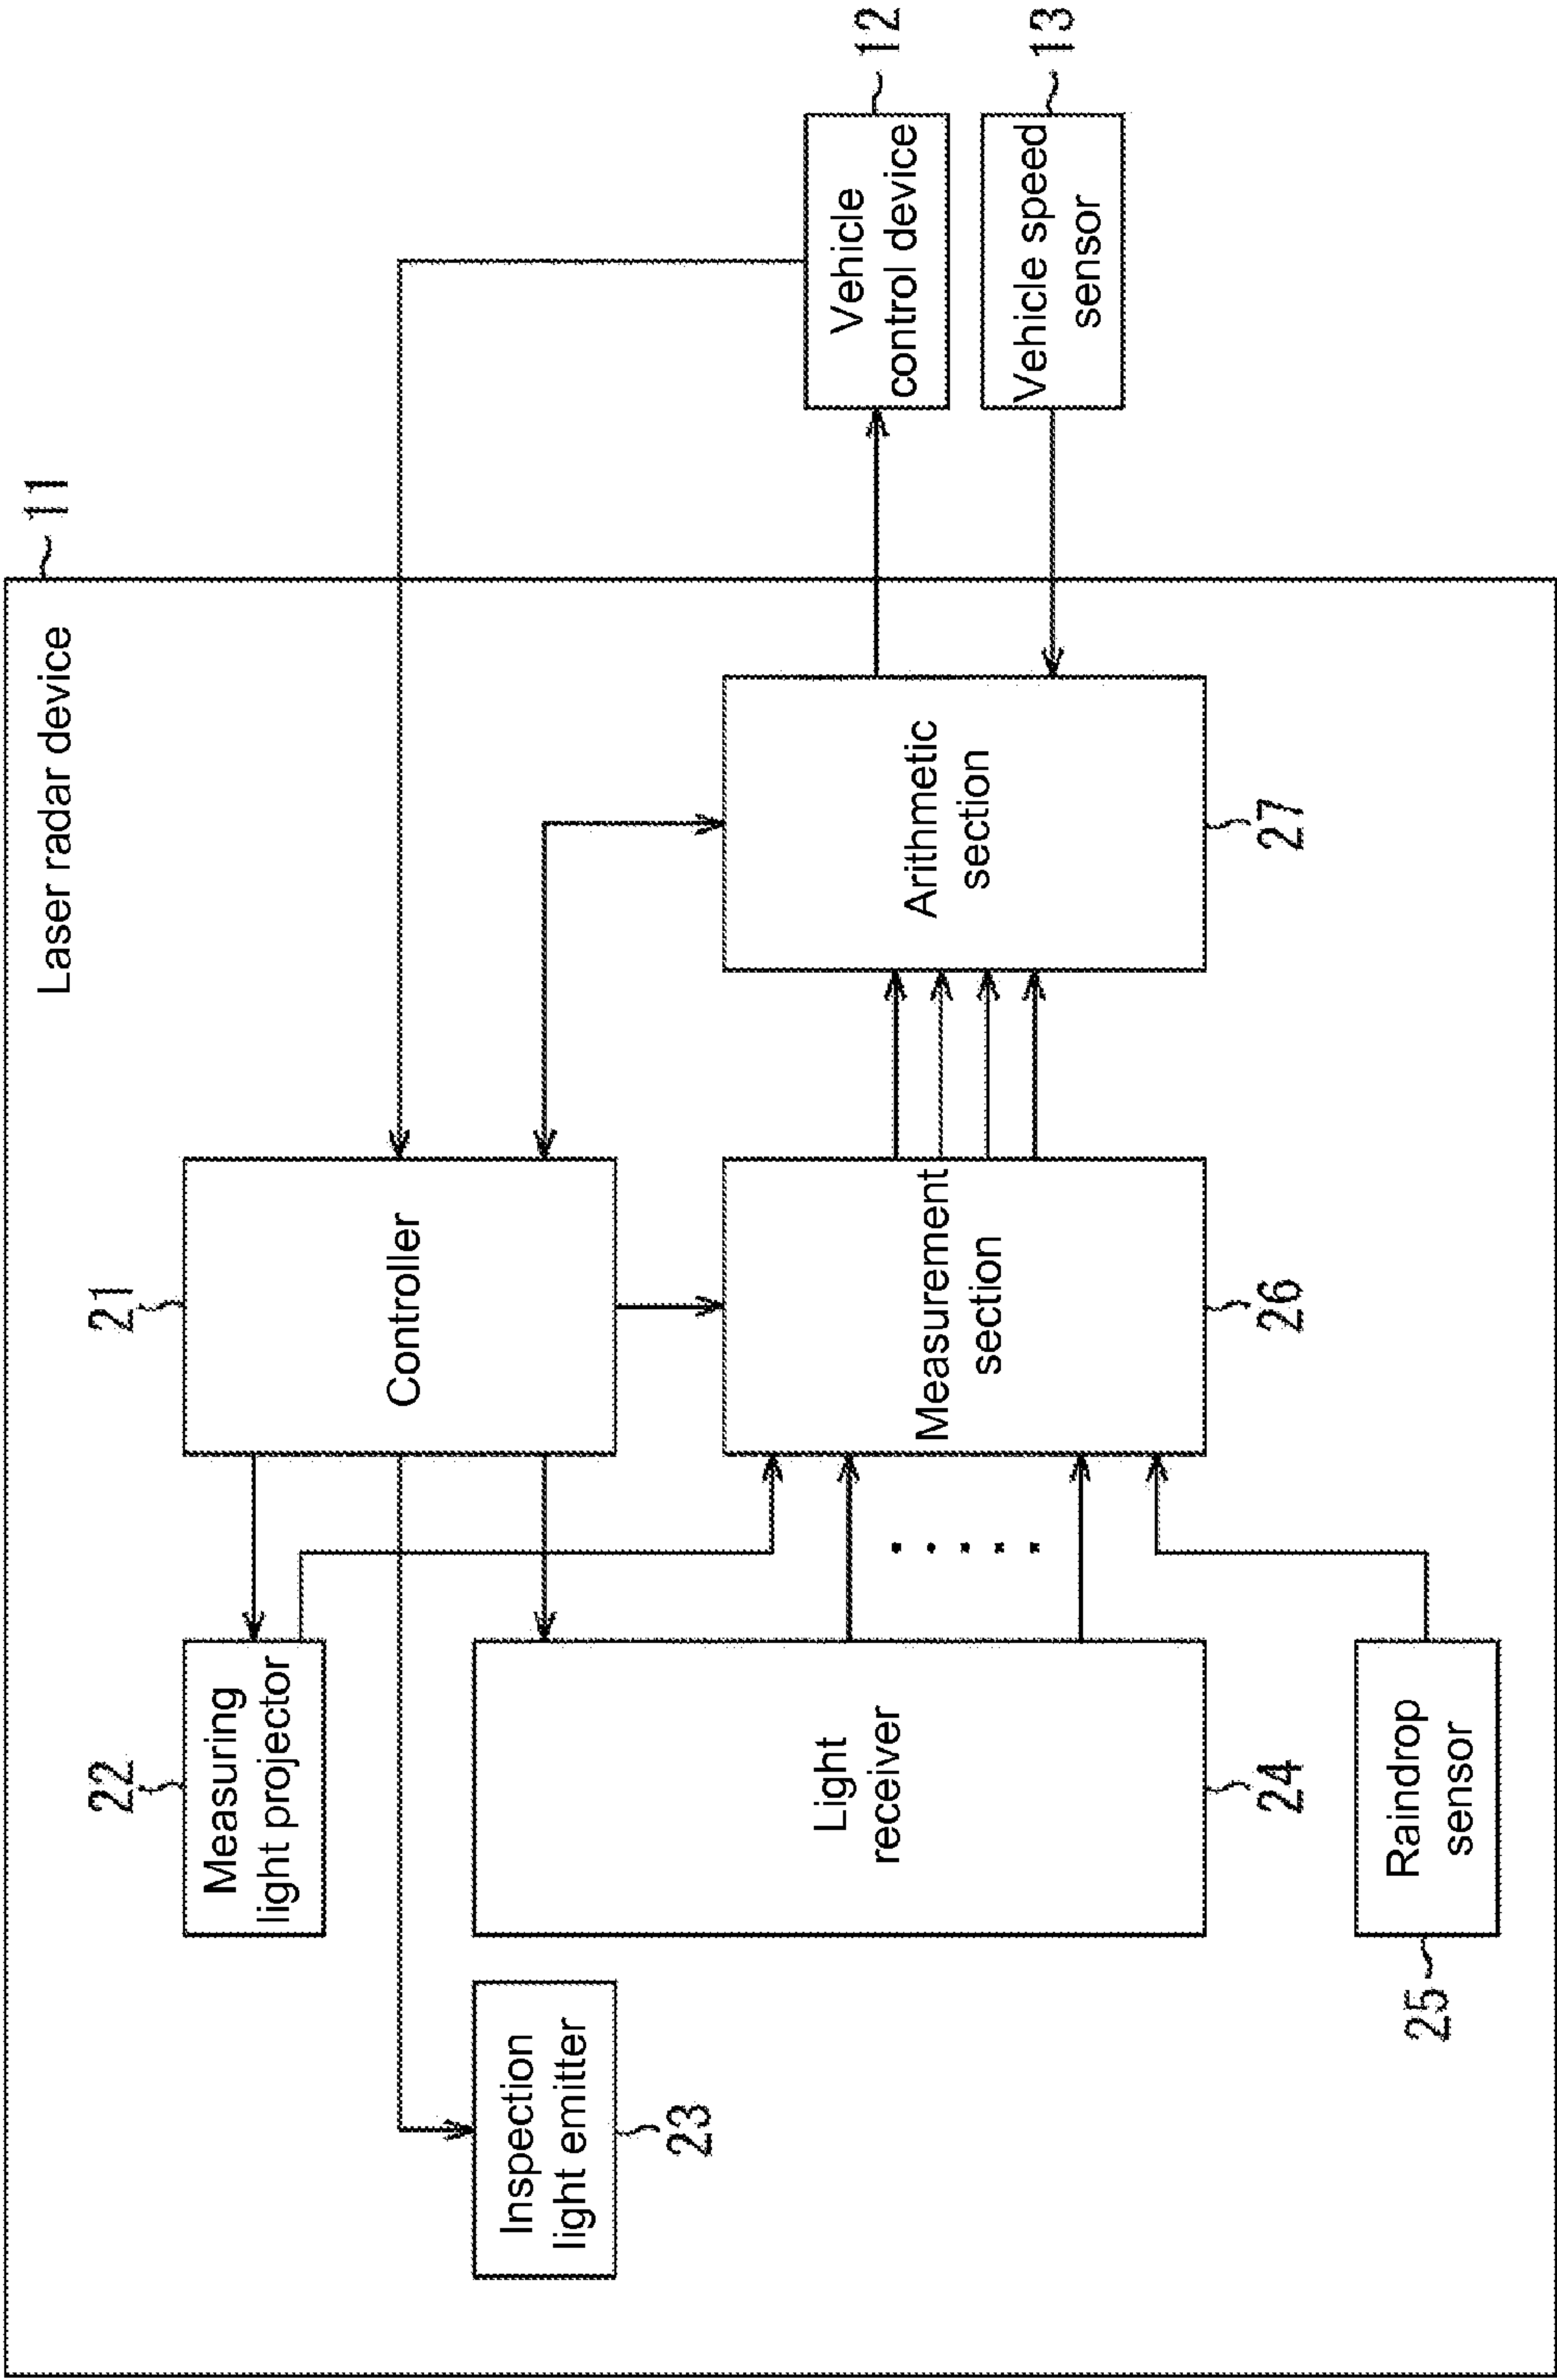 Laser radar device
11
21
Controller
22
Measuring
light projector
Inspection
light emitter
23
Light
receiver
24
Measurement
section
26
Arithmetic
section
27
Vehicle
control device
12
Vehicle speed
sensor
13
Raindrop
sensor
25